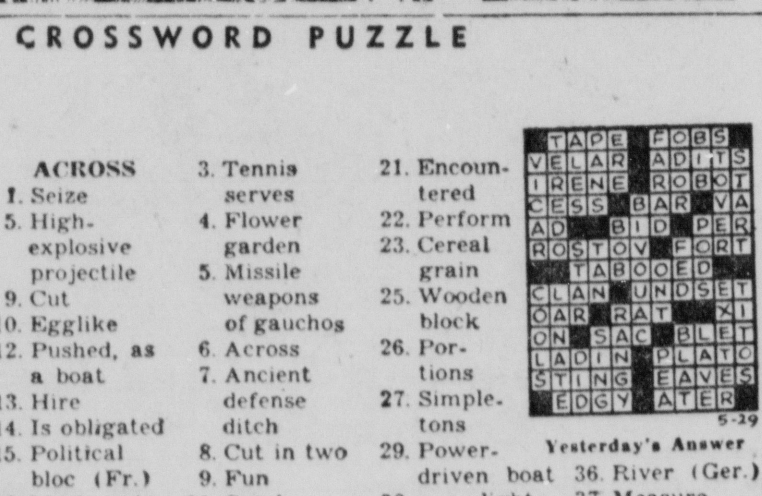 CROSSWORD PUZZLE
ACROSS
1. Seize
5. High-
explosive
projectile
9. Cut
10. Egglike
12. Pushed, as
a boat
13. Hire
14. Is obligated
15. Political
bloc (Fr.)
3. Tennis
serves
4. Flower
garden
5. Missile
weapons
of gauchos
6. Across
7. Ancient
defense
ditch
8. Cut in two
9. Fun
21. Encoun-
tered
22. Perform
23. Cereal
grain
25. Wooden
block
26. Por-
tions
27. Simple-
tons
29. Power-
driven boat
TAPE FOBS
VELAR ADITS
IRENE ROBOT
CESS BAR VA
AD BID PER
ROSTOV FORT
TABOOED
CLAN UNDSET
OAR RAT XI
ON SAC BLET
LADIN PLATO
STING EAVES
EDGY ATER
5-29
Yesterday's Answer
36. River (Ger.)
37. Measure